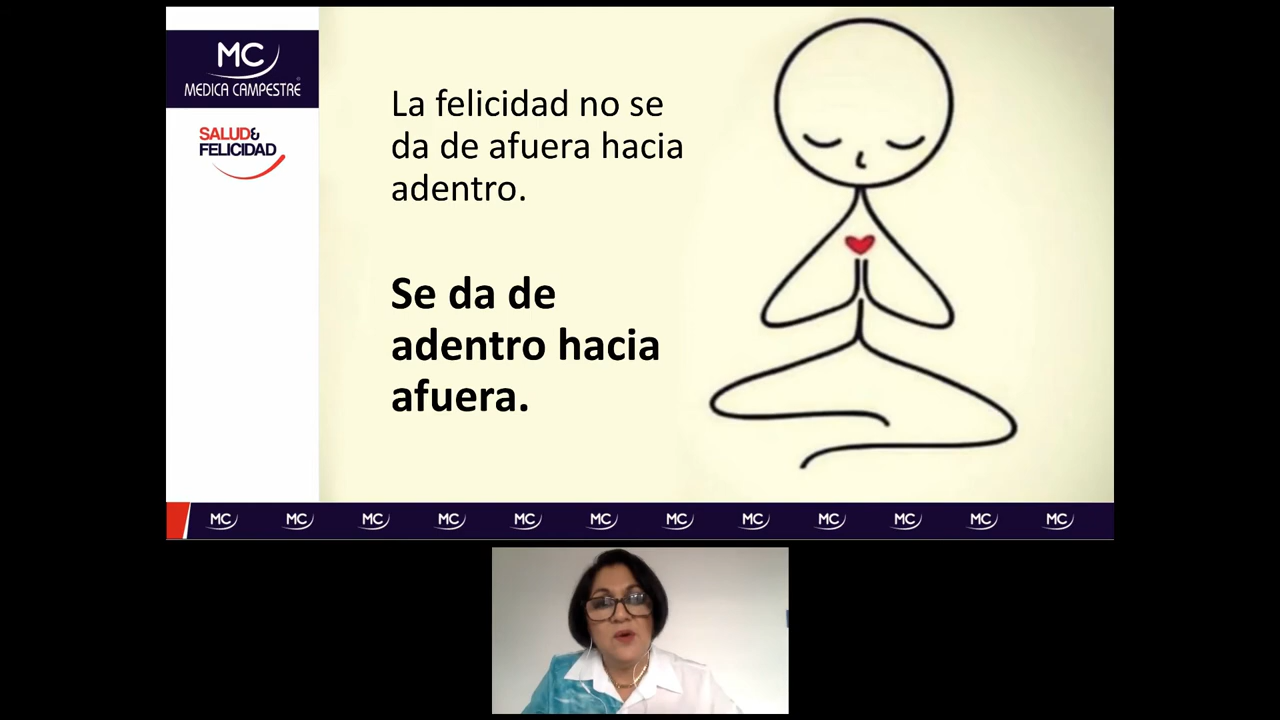 MC
MEDICA CAMPESTRE
SALUD&
FELICIDAD
La felicidad no se
da de afuera hacia
adentro.
Se da de
adentro hacia
afuera.
MC MC MC MC MC MC MC MC MC MC MC MC